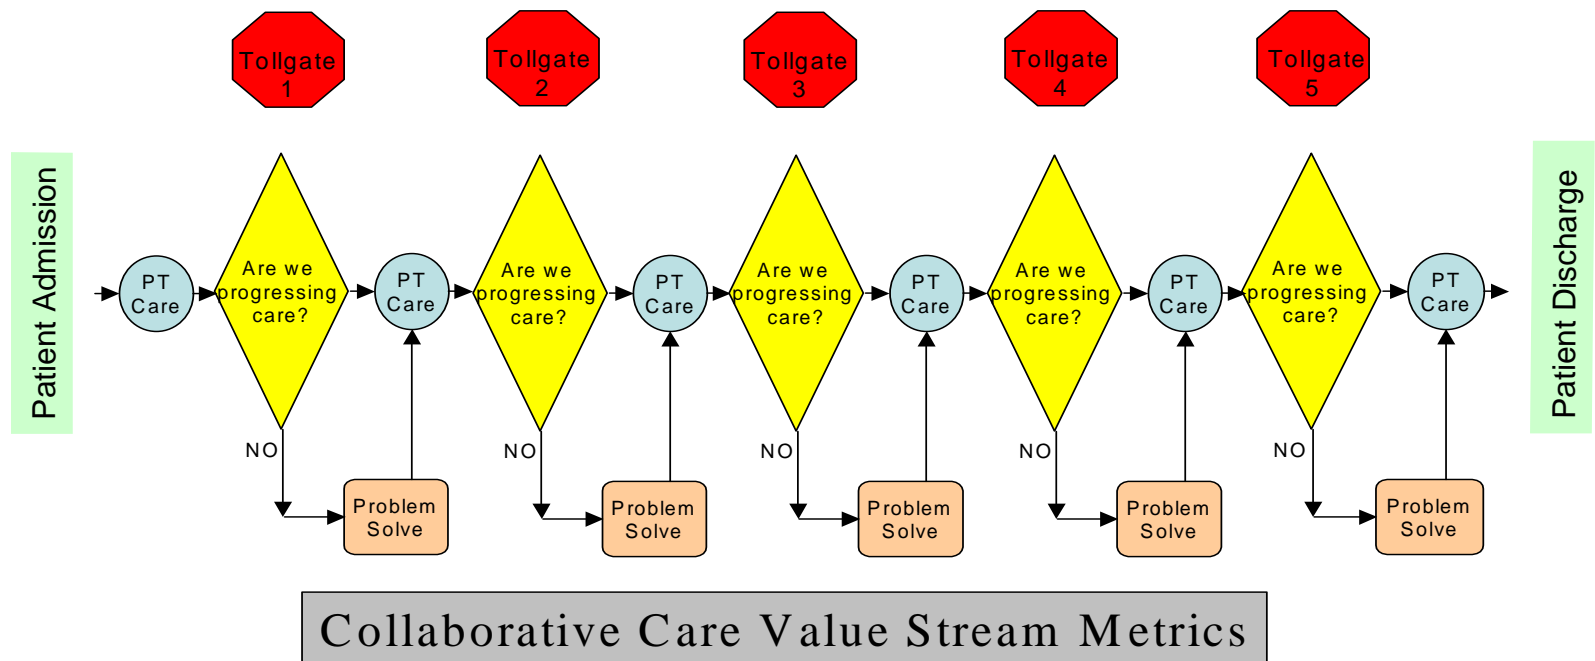 Tollgate
1
Tollgate
2
Tollgate
3
Tollgate
4
Tollgate
5
Patient Admission
PT
Care
Are we
progressing
care?
PT
Care
Are we
progressing
care?
PT
Care
Are we
progressing
care?
PT
Care
Are we
progressing
care?
PT
Care
Are we
progressing
care?
PT
Care
Patient Discharge
NO
Problem
Solve
NO
Problem
Solve
NO
Problem
Solve
NO
Problem
Solve
NO
Problem
Solve
Collaborative Care Value Stream Metrics